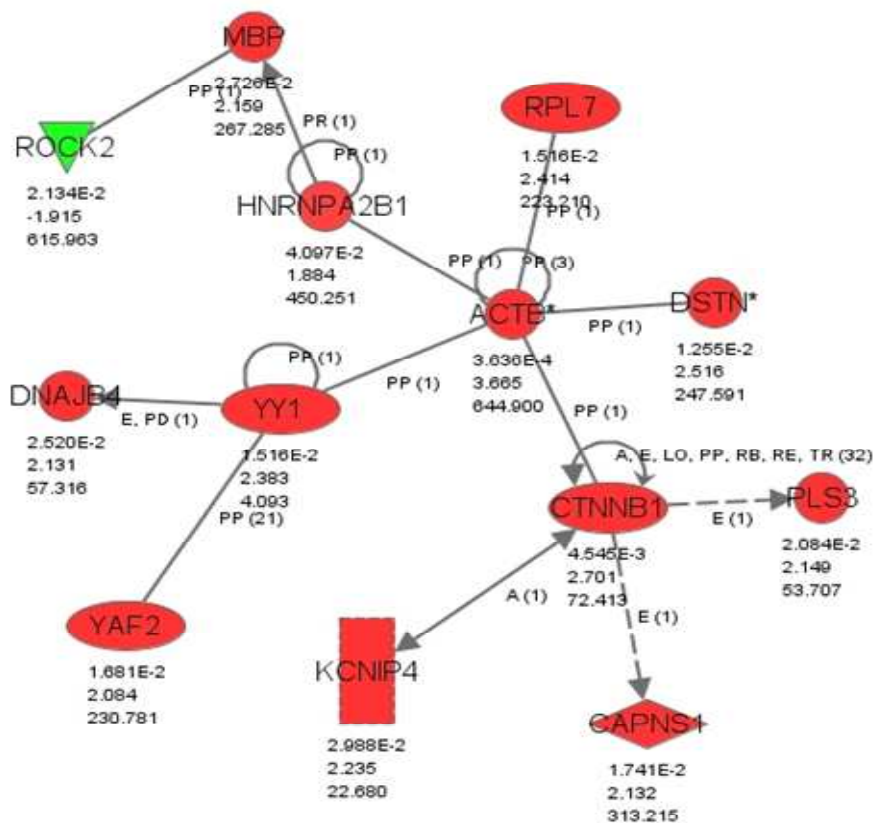 MBP
2.726E-2
2.159
267.285
PP (1)
ROCK2
2.134E-2
-1.915
615.963
PR (1)
PP (1)
HNRNPA2B1
4.097E-2
1.884
450.251
RPL7
1.516E-2
2.414
223.210
PP (1)
PP (1)
PP (3)
ACTB*
3.636E-4
3.665
644.900
PP (1)
DSTN*
1.255E-2
2.516
247.591
PP (1)
PP (1)
YY1
1.516E-2
2.383
4.093
DNAJB4
2.520E-2
2.131
57.316
E, PD (1)
PP (1)
A, E, LO, PP, RB, RE, TR (32)
CTNNB1
4.545E-3
2.701
72.413
E (1)
PLS3
2.084E-2
2.149
53.707
PP (21)
YAF2
1.681E-2
2.084
230.781
A (1)
KCNIP4
2.988E-2
2.235
22.680
E (1)
CAPNS1
1.741E-2
2.132
313.215